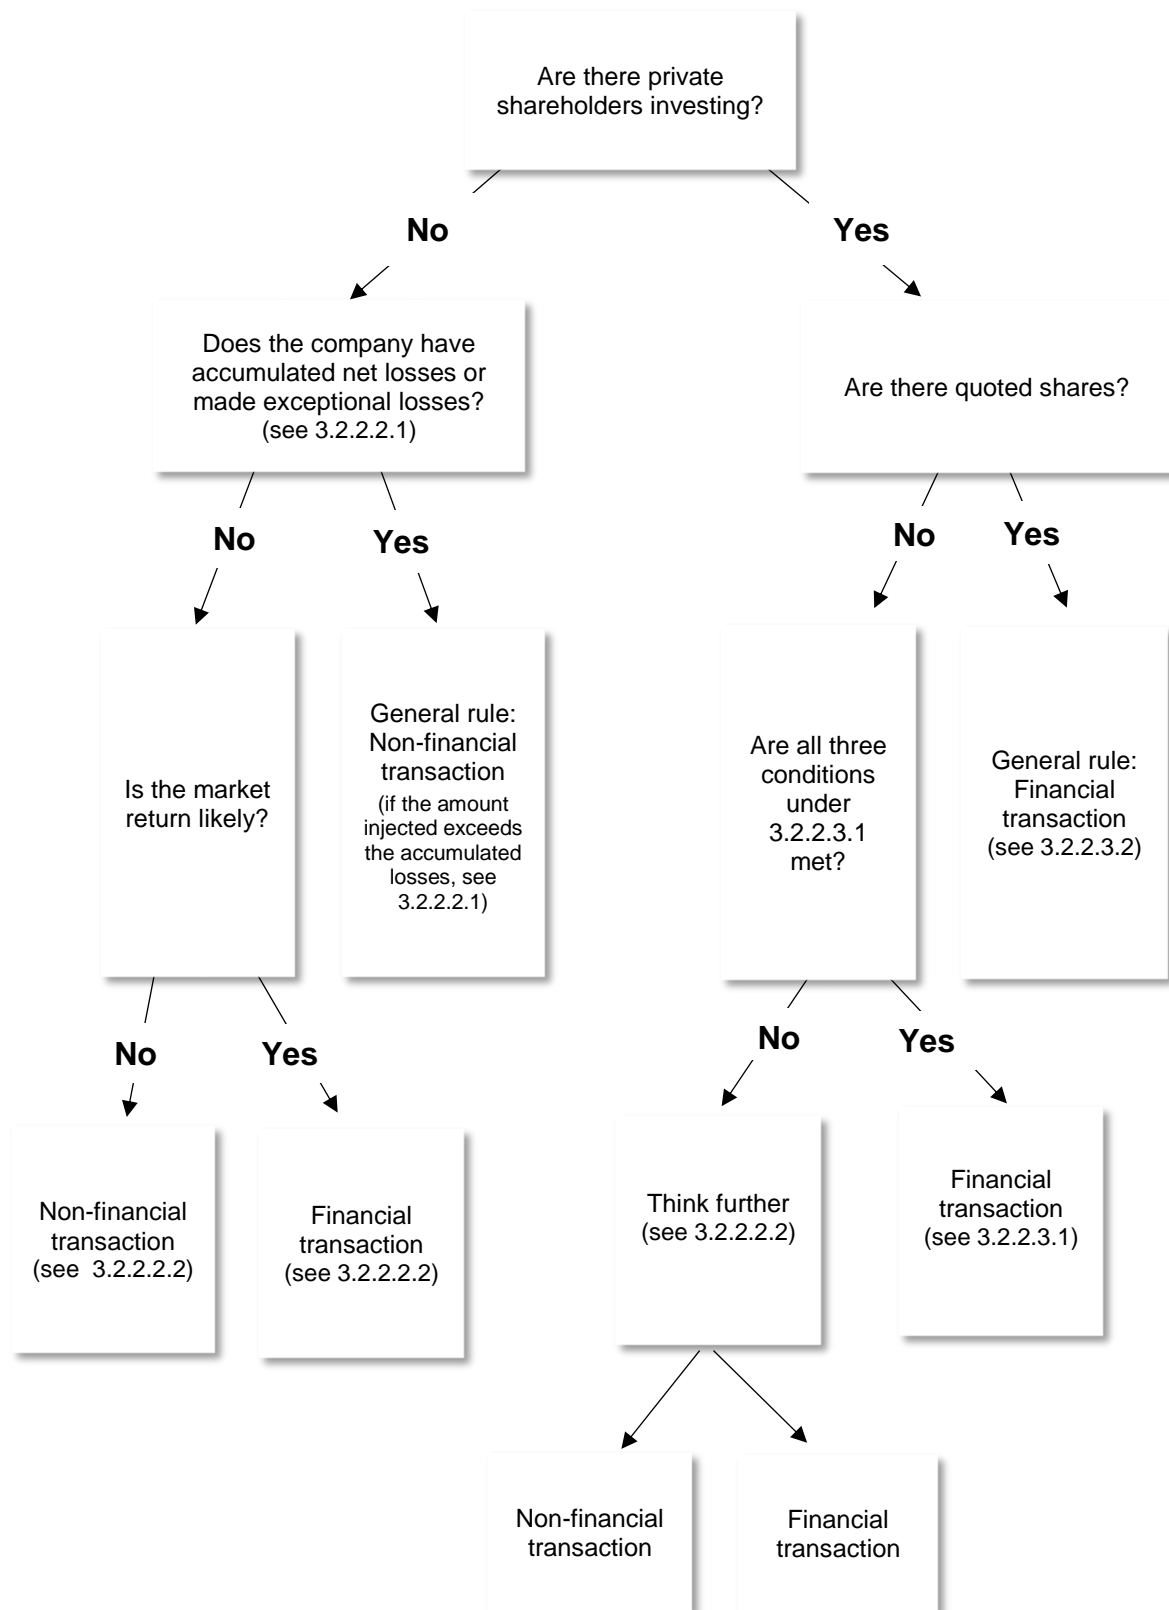 Are there private
shareholders investing?
No
Yes
Does the company have
accumulated net losses or
made exceptional losses?
(see 3.2.2.2.1)
Are there quoted shares?
No
Yes
No
Yes
Is the market
return likely?
General rule:
Non-financial
transaction
(if the amount
injected exceeds
the accumulated
losses, see
3.2.2.2.1)
Are all three
conditions
under
3.2.2.3.1
met?
General rule:
Financial
transaction
(see 3.2.2.3.2)
No
Yes
No
Yes
Non-financial
transaction
(see  3.2.2.2.2)
Financial
transaction
(see 3.2.2.2.2)
Think further
(see 3.2.2.2.2)
Financial
transaction
(see 3.2.2.3.1)
Non-financial
transaction
Financial
transaction